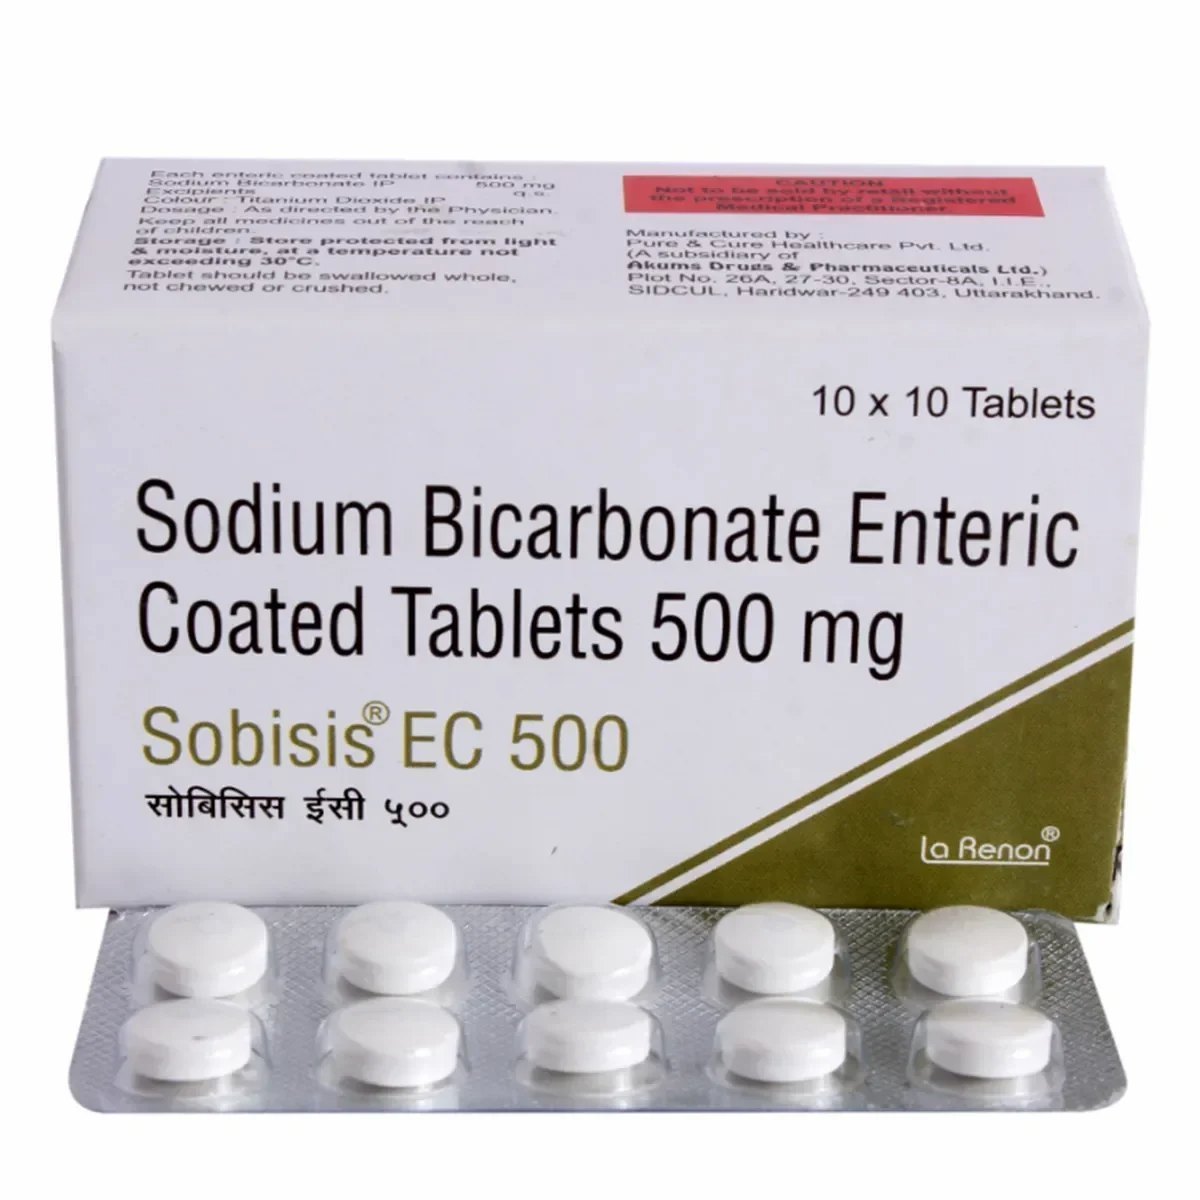 Each enteric coated tablet contains :
Sodium Bicarbonate IP 500 mg
Excipients q.s.
Colour : Titanium Dioxide IP
Dosage : As directed by the Physician.
Keep all medicines out of the reach
of children.
Storage : Store protected from light
& moisture, at a temperature not
exceeding 30°C.
Tablet should be swallowed whole,
not chewed or crushed.
CAUTION
Not to be sold by retail without
the prescription of a Registered
Medical Practitioner
Manufactured by :
Pure & Cure Healthcare Pvt. Ltd.
(A subsidiary of
Akums Drugs & Pharmaceuticals Ltd.)
Plot No. 26A, 27-30, Sector-8A, I.I.E.,
SIDCUL, Haridwar-249 403, Uttarakhand.
10 x 10 Tablets
Sodium Bicarbonate Enteric
Coated Tablets 500 mg
Sobisis® EC 500
सोबिसिस ईसी ५००
La Renon®